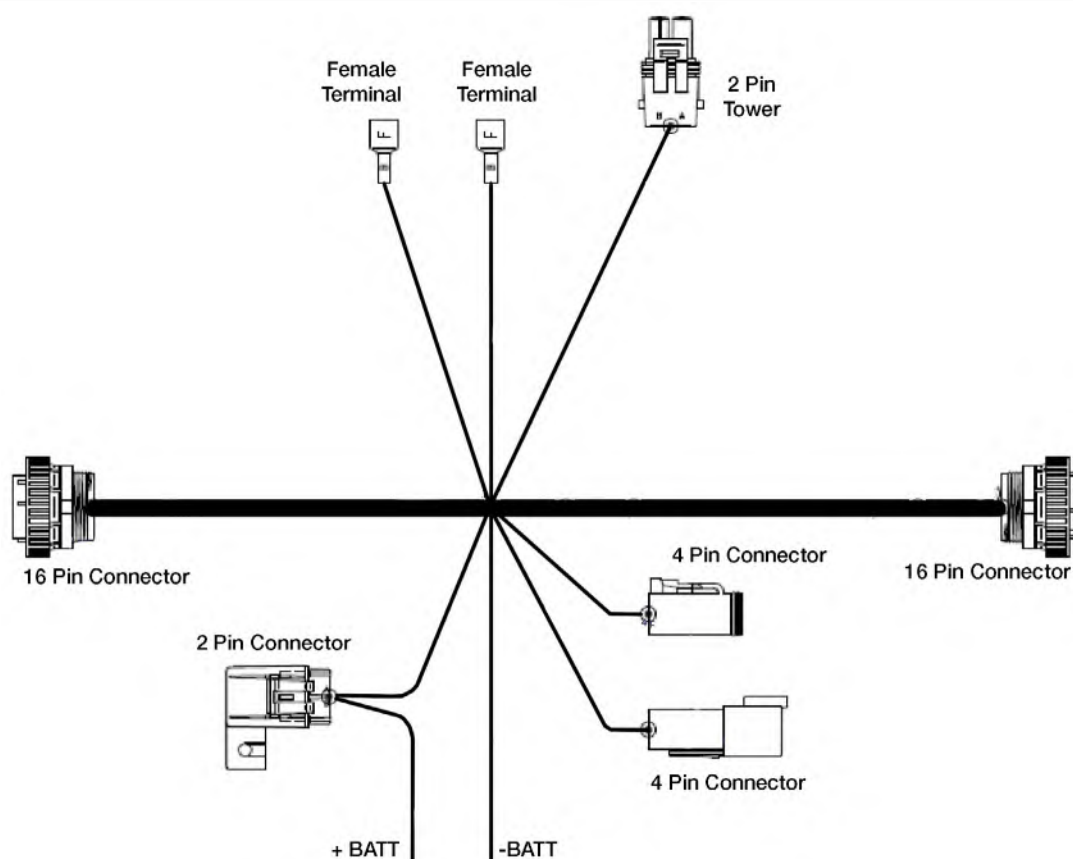 Female
Terminal
Female
Terminal
2 Pin
Tower
F
F
B
B
B A
16 Pin Connector
4 Pin Connector
16 Pin Connector
2 Pin Connector
4 Pin Connector
+ BATT
-BATT